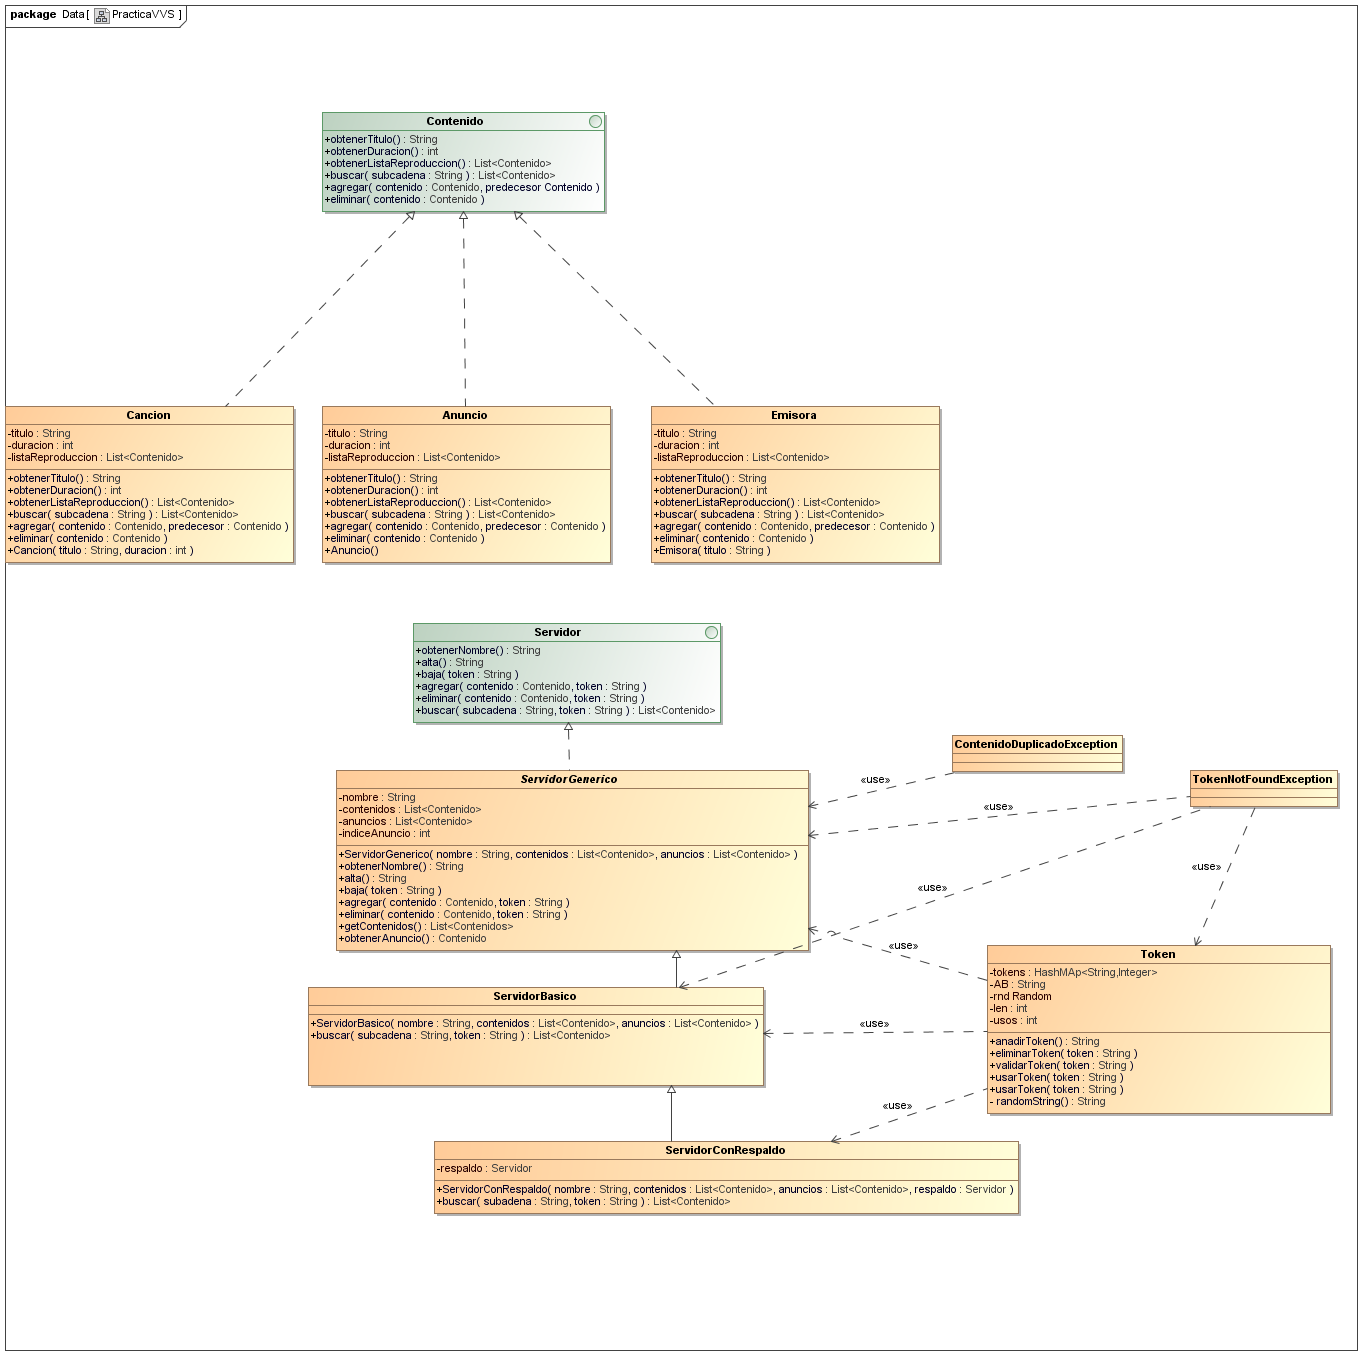 package Data[ PracticaVVS ]
Contenido
+obtenerTitulo() : String
+obtenerDuracion() : int
+obtenerListaReproduccion() : List<Contenido>
+buscar( subcadena : String ) : List<Contenido>
+agregar( contenido : Contenido, predecesor Contenido )
+eliminar( contenido : Contenido )
Cancion
-titulo : String
-duracion : int
-listaReproduccion : List<Contenido>
+obtenerTitulo() : String
+obtenerDuracion() : int
+obtenerListaReproduccion() : List<Contenido>
+buscar( subcadena : String ) : List<Contenido>
+agregar( contenido : Contenido, predecesor : Contenido )
+eliminar( contenido : Contenido )
+Cancion( titulo : String, duracion : int )
Anuncio
-titulo : String
-duracion : int
-listaReproduccion : List<Contenido>
+obtenerTitulo() : String
+obtenerDuracion() : int
+obtenerListaReproduccion() : List<Contenido>
+buscar( subcadena : String ) : List<Contenido>
+agregar( contenido : Contenido, predecesor : Contenido )
+eliminar( contenido : Contenido )
+Anuncio()
Emisora
-titulo : String
-duracion : int
-listaReproduccion : List<Contenido>
+obtenerTitulo() : String
+obtenerDuracion() : int
+obtenerListaReproduccion() : List<Contenido>
+buscar( subcadena : String ) : List<Contenido>
+agregar( contenido : Contenido, predecesor : Contenido )
+eliminar( contenido : Contenido )
+Emisora( titulo : String )
Servidor
+obtenerNombre() : String
+alta() : String
+baja( token : String )
+agregar( contenido : Contenido, token : String )
+eliminar( contenido : Contenido, token : String )
+buscar( subcadena : String, token : String ) : List<Contenido>
ContenidoDuplicadoException
TokenNotFoundException
«use»
«use»
«use»
«use»
«use»
«use»
«use»
ServidorGenerico
-nombre : String
-contenidos : List<Contenido>
-anuncios : List<Contenido>
-indiceAnuncio : int
+ServidorGenerico( nombre : String, contenidos : List<Contenido>, anuncios : List<Contenido> )
+obtenerNombre() : String
+alta() : String
+baja( token : String )
+agregar( contenido : Contenido, token : String )
+eliminar( contenido : Contenido, token : String )
+getContenidos() : List<Contenidos>
+obtenerAnuncio() : Contenido
Token
-tokens : HashMAp<String,Integer>
-AB : String
-rnd Random
-len : int
-usos : int
+anadirToken() : String
+eliminarToken( token : String )
+validarToken( token : String )
+usarToken( token : String )
+usarToken( token : String )
- randomString() : String
ServidorBasico
+ServidorBasico( nombre : String, contenidos : List<Contenido>, anuncios : List<Contenido> )
+buscar( subcadena : String, token : String ) : List<Contenido>
ServidorConRespaldo
-respaldo : Servidor
+ServidorConRespaldo( nombre : String, contenidos : List<Contenido>, anuncios : List<Contenido>, respaldo : Servidor )
+buscar( subadena : String, token : String ) : List<Contenido>